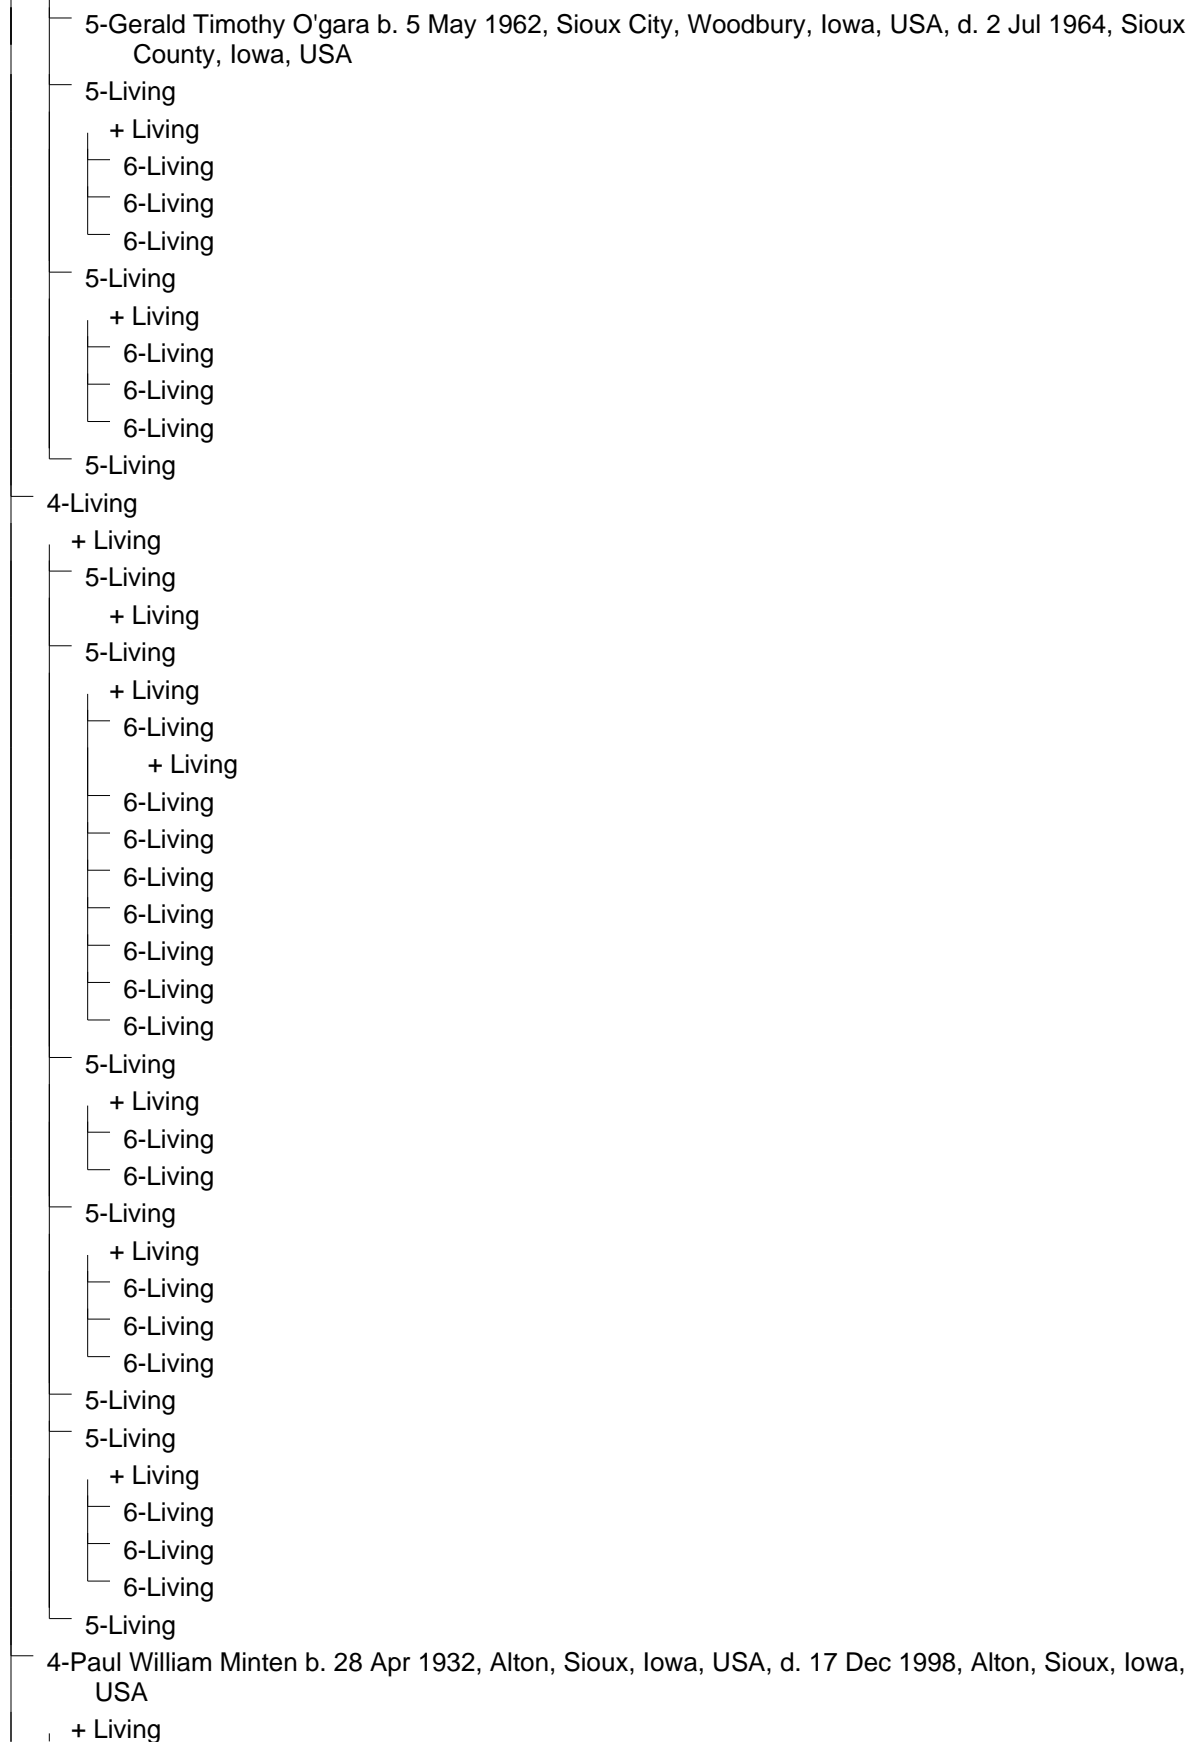 5-Gerald Timothy O'gara b. 5 May 1962, Sioux City, Woodbury, Iowa, USA, d. 2 Jul 1964, Sioux
County, Iowa, USA
5-Living
+ Living
6-Living
6-Living
6-Living
5-Living
+ Living
6-Living
6-Living
6-Living
5-Living
4-Living
+ Living
5-Living
+ Living
5-Living
+ Living
6-Living
+ Living
6-Living
6-Living
6-Living
6-Living
6-Living
6-Living
6-Living
5-Living
+ Living
6-Living
6-Living
5-Living
+ Living
6-Living
6-Living
6-Living
5-Living
5-Living
+ Living
6-Living
6-Living
6-Living
5-Living
4-Paul William Minten b. 28 Apr 1932, Alton, Sioux, Iowa, USA, d. 17 Dec 1998, Alton, Sioux, Iowa,
USA
+ Living